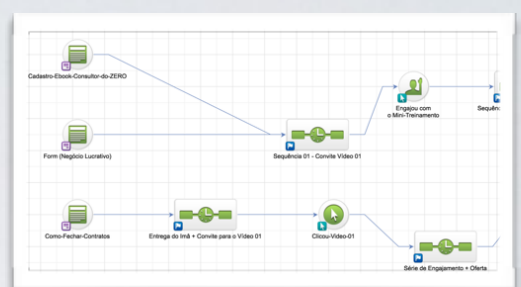 Cadastro-Ebook-Consultor-do-ZERO
Engajou com
o Mini-Treinamento
Sequênc
Form (Negócio Lucrativo)
Sequência 01 - Convite Vídeo 01
Como-Fechar-Contratos
Entrega do Imã + Convite para o Vídeo 01
Clicou-Video-01
Série de Engajamento + Oferta